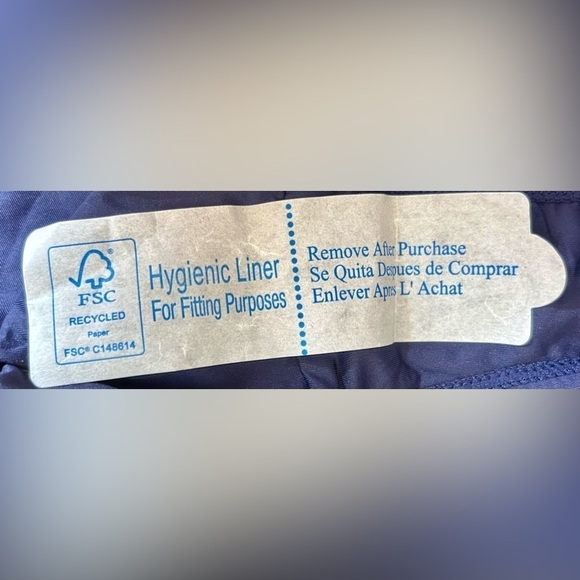 FSC
RECYCLED
Paper
FSC® C148614
Hygienic Liner
For Fitting Purposes
Remove After Purchase
Se Quita Depues de Comprar
Enlever Apres L' Achat